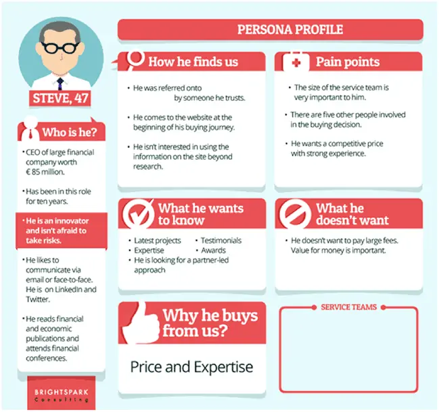 PERSONA PROFILE
STEVE, 47
Who is he?
• CEO of large financial
company worth
€ 85 million.
• Has been in this role
for ten years.
• He is an innovator
and isn't afraid to
take risks.
• He likes to
communicate via
email or face-to-face.
He is on LinkedIn and
Twitter.
• He reads financial
and economic
publications and
attends financial
conferences.
BRIGHTSPARK
Consulting
How he finds us
• He was referred onto
by someone he trusts.
• He comes to the website at the
beginning of his buying journey.
• He isn't interested in using the
information on the site beyond
research.
Pain points
• The size of the service team is
very important to him.
• There are five other people involved
in the buying decision.
• He wants a competitive price
with strong experience.
What he wants
to know
• Latest projects
• Expertise
• He is looking for a partner-led
approach
• Testimonials
• Awards
What he
doesn't want
• He doesn't want to pay large fees.
Value for money is important.
Why he buys
from us?
Price and Expertise
SERVICE TEAMS